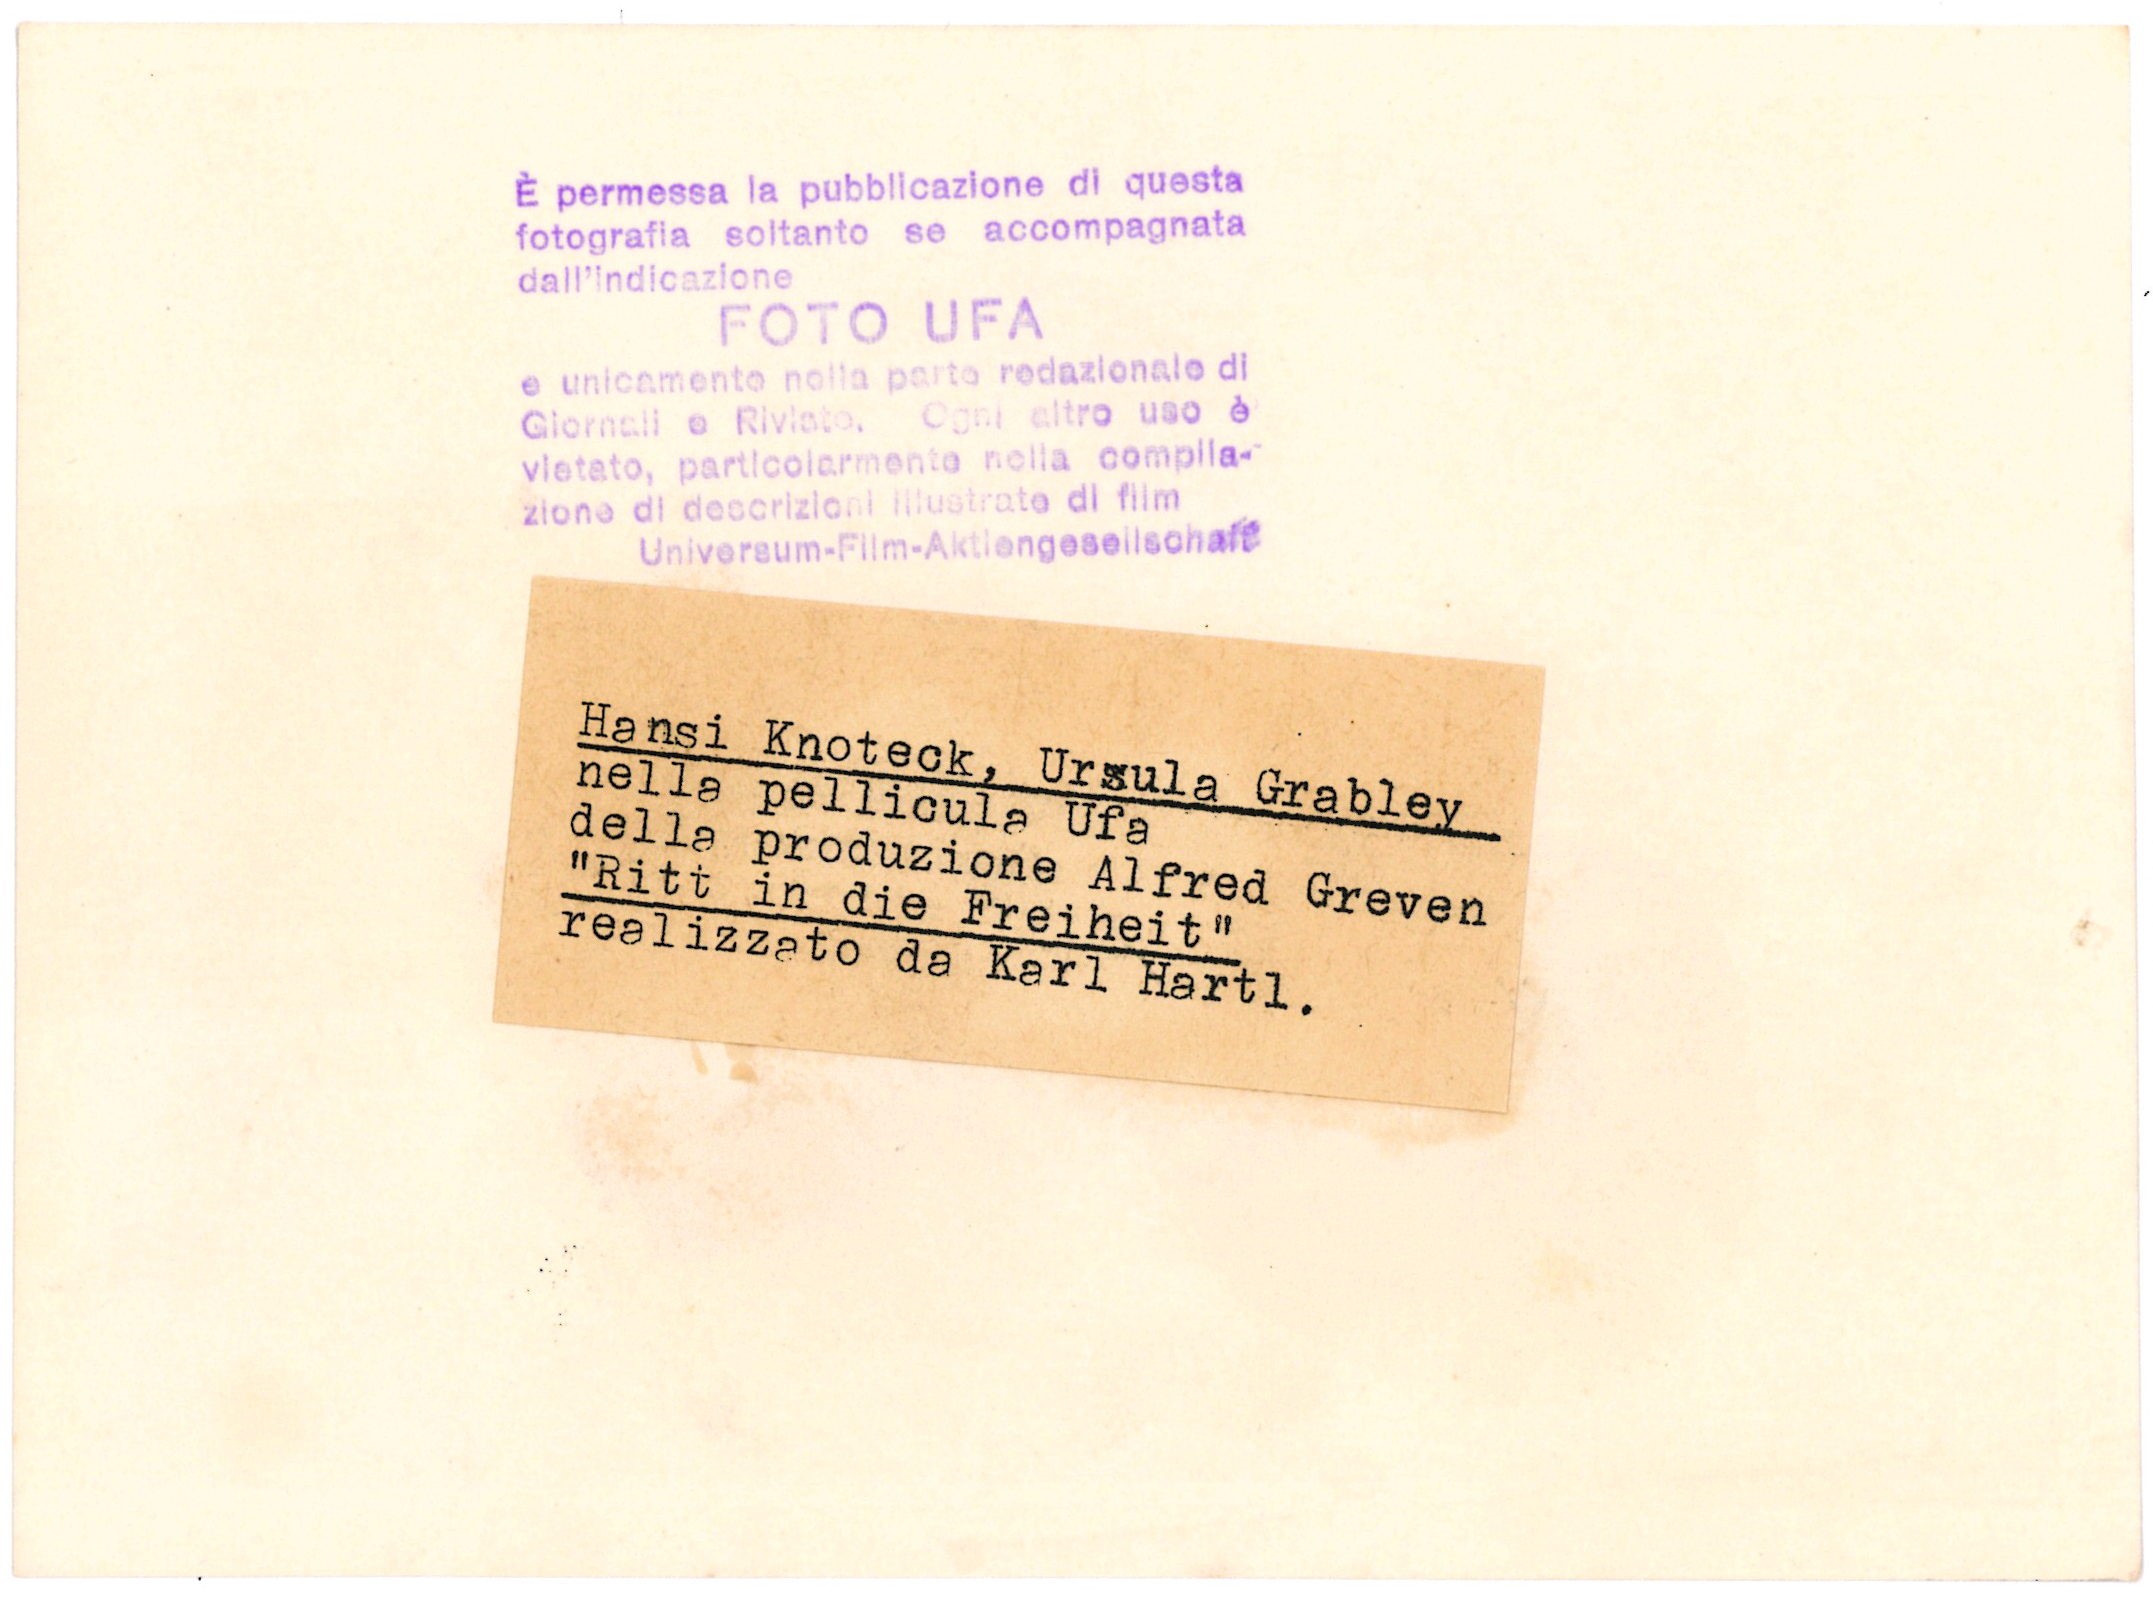 È permessa la pubblicazione di questa
fotografia soltanto se accompagnata
dall'indicazione
FOTO UFA
e unicamente nella parte redazionale di
Giornali e Riviste. Ogni altro uso è
vietato, particolarmente nella compila-
zione di descrizioni illustrate di film
Universum-Film-Aktiengesellschaft
Hansi Knoteck, Ursula Grabley
nella pellicula Ufa
della produzione Alfred Greven
"Ritt in die Freiheit"
realizzato da Karl Hartl.